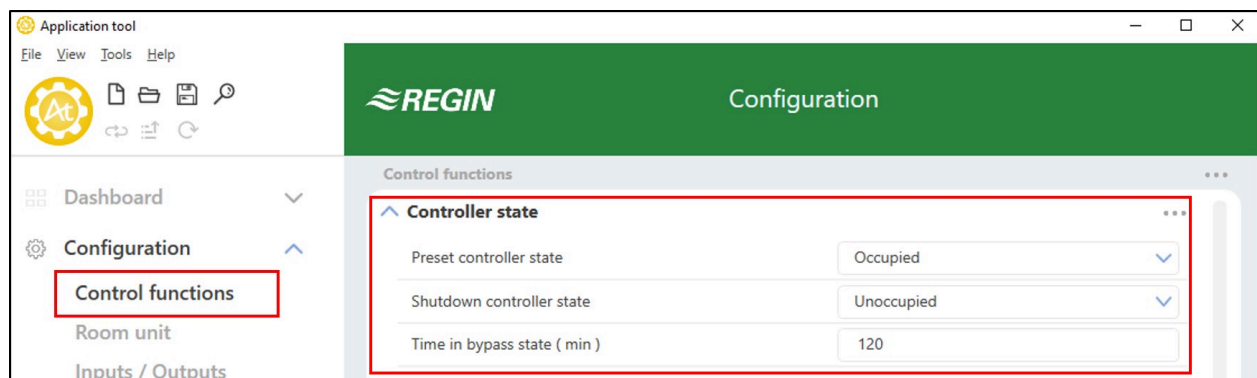 Application tool
File View Tools Help
At
REGIN
Configuration
Dashboard
Configuration
Control functions
Room unit
Inputs / Outputs
Control functions
Controller state
Preset controller state Occupied
Shutdown controller state Unoccupied
Time in bypass state ( min ) 120